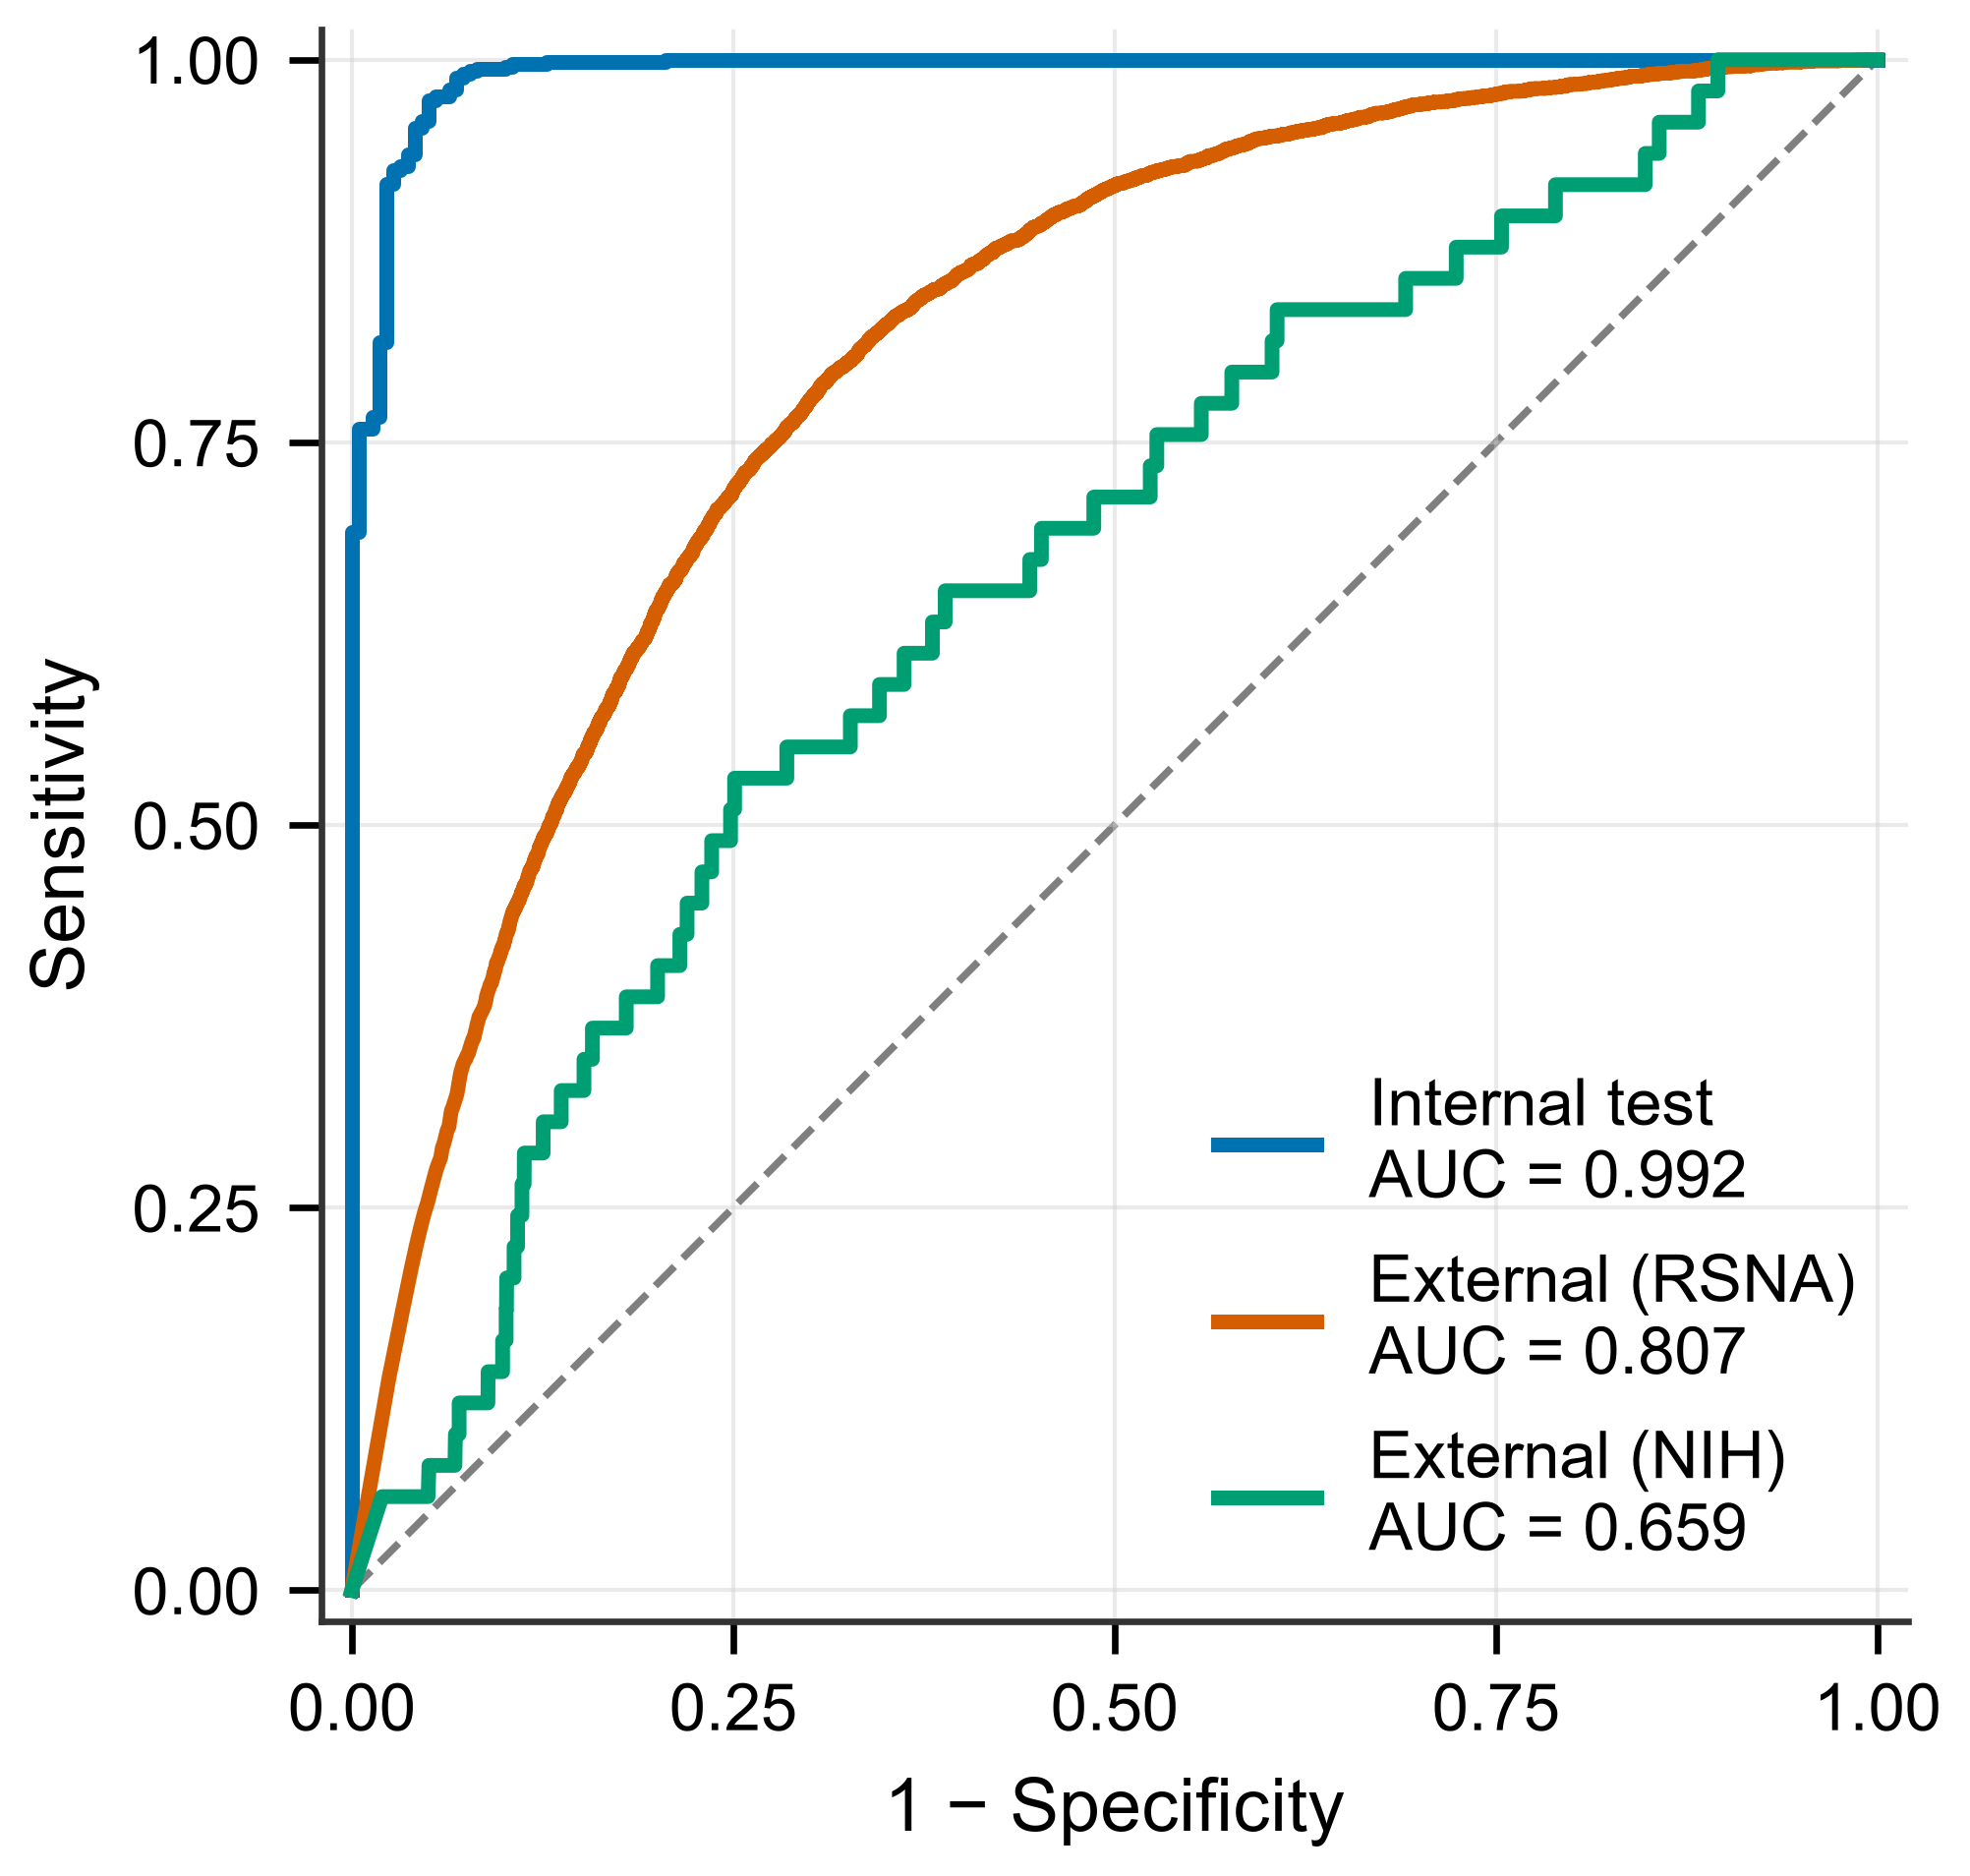 1.00
0.75
0.50
0.25
0.00
Sensitivity
Internal test
AUC = 0.992
External (RSNA)
AUC = 0.807
External (NIH)
AUC = 0.659
0.00 0.25 0.50 0.75 1.00
1 − Specificity